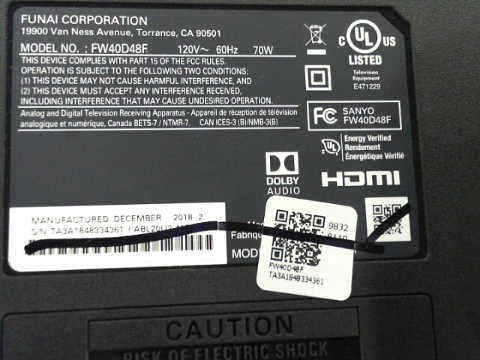 FUNAI CORPORATION
19900 Van Ness Avenue, Torrance, CA 90501
MODEL NO. : FW40D48F 120V~ 60Hz 70W
THIS DEVICE COMPLIES WITH PART 15 OF THE FCC RULES.
OPERATION IS SUBJECT TO THE FOLLOWING TWO CONDITIONS:
(1) THIS DEVICE MAY NOT CAUSE HARMFUL INTERFERENCE, AND
(2) THIS DEVICE MUST ACCEPT ANY INTERFERENCE RECEIVED,
INCLUDING INTERFERENCE THAT MAY CAUSE UNDESIRED OPERATION.
Analog and Digital Television Receiving Apparatus - Appareil de réception de télévision
analogique et numérique, Canada BETS-7 / NTMR-7. CAN ICES-3 (B)/NMB-3(B)
C UL US
LISTED
Television
Equipment
E471229
FC SANYO
FW40D48F
UL Energy Verified
Rendement
Énergétique Vérifié
DOLBY
AUDIO
HDMI
MANUFACTURED DECEMBER 2018 2
S/N TA3A1848334361
Fabriqu
MOD
9832
FW40D48F
TA3A1848334361
CAUTION
RISK OF ELECTRIC SHOCK